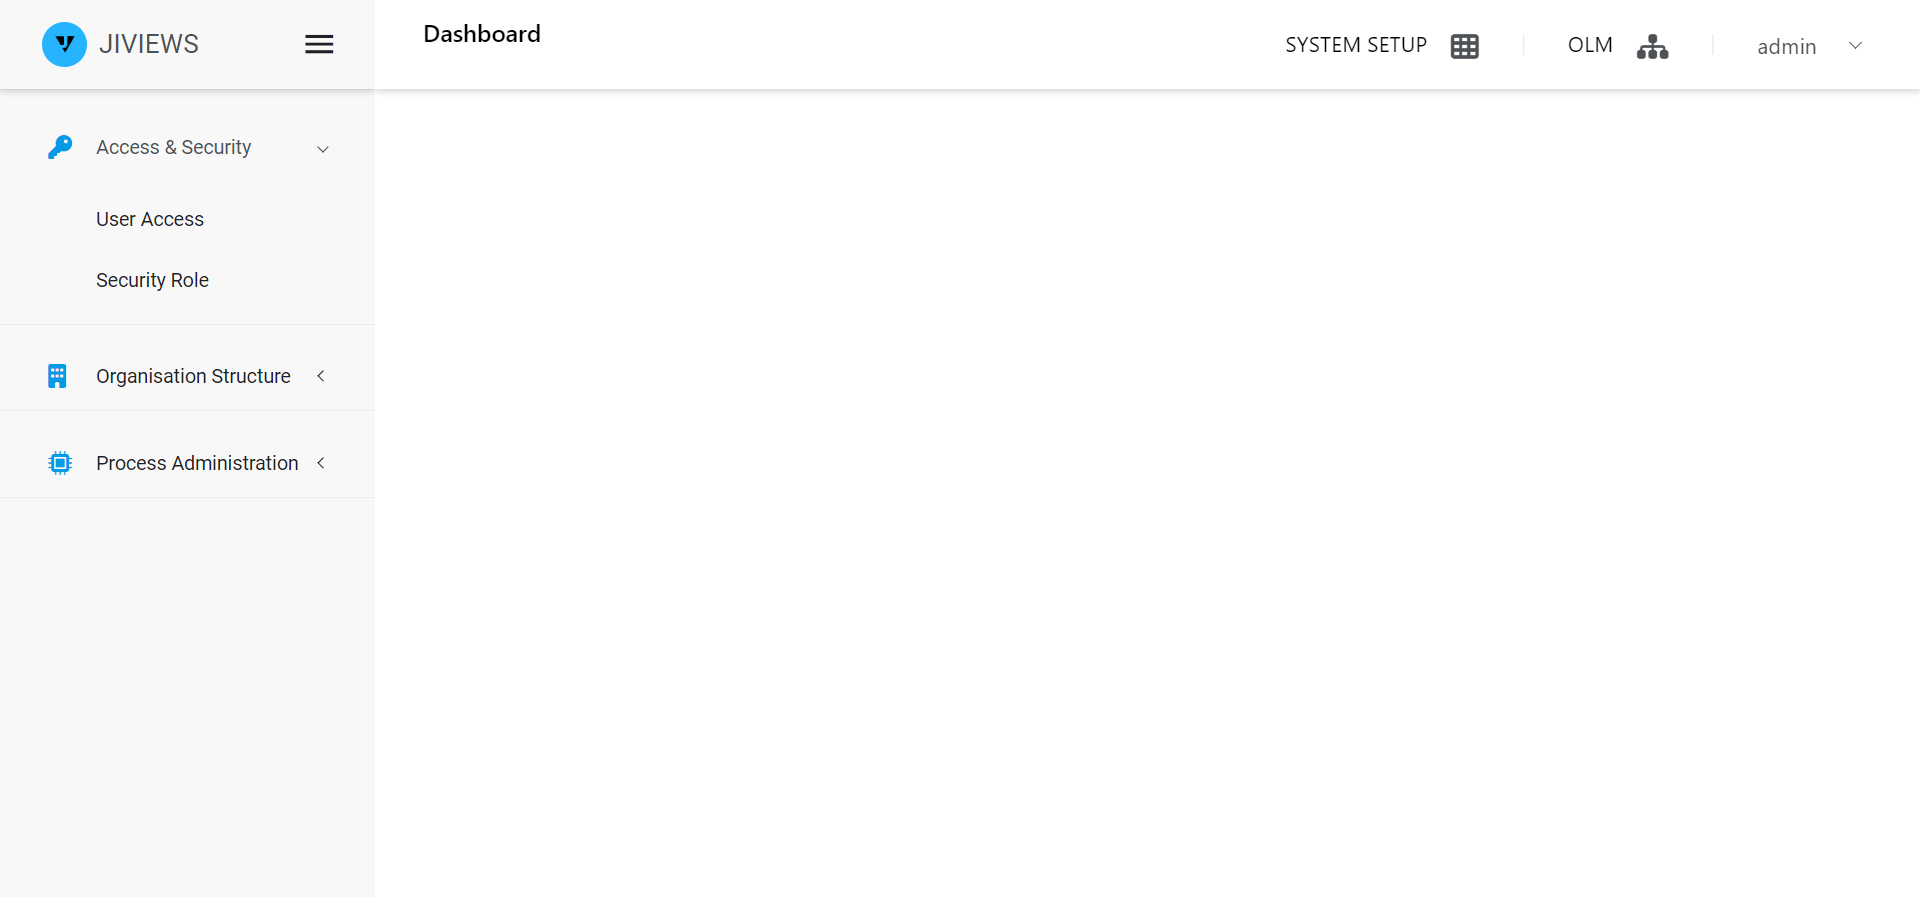 JIVIEWS
Dashboard
SYSTEM SETUP
OLM
admin
Access & Security
User Access
Security Role
Organisation Structure
Process Administration